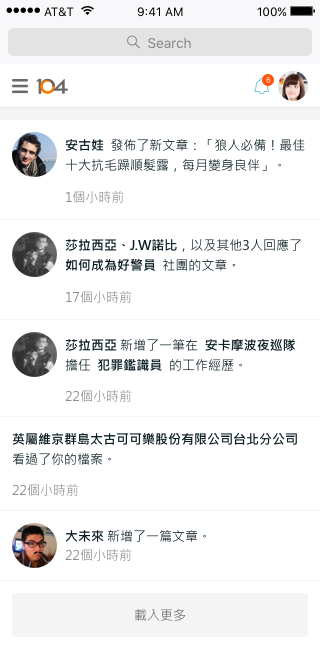 AT&T 9:41 AM 100%
Search
104 6
安古娃 發佈了新文章：「狼人必備！最佳
十大抗毛躁順髮露，每月變身良伴」。
1個小時前
莎拉西亞、J.W諾比，以及其他3人回應了
如何成為好警員 社團的文章。
17個小時前
莎拉西亞 新增了一筆在 安卡摩波夜巡隊
擔任 犯罪鑑識員 的工作經歷。
22個小時前
英屬維京群島太古可可樂股份有限公司台北分公司
看過了你的檔案。
22個小時前
大未來 新增了一篇文章。
22個小時前
載入更多